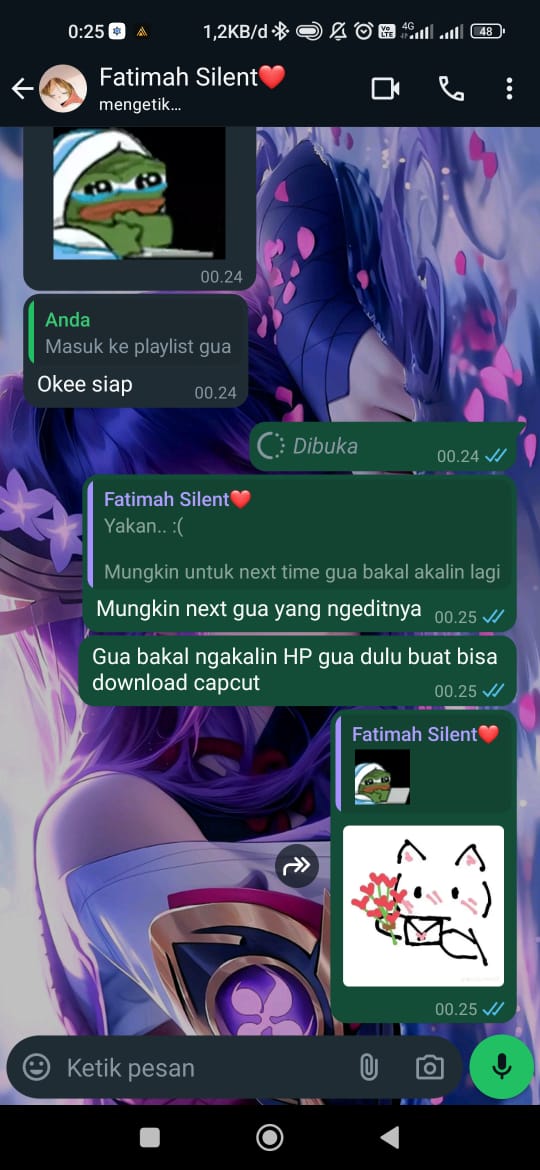 0:25
1,2KB/d
Vo
LTE
4G
48
Fatimah Silent❤️
mengetik...
00.24
Anda
Masuk ke playlist gua
Okee siap
00.24
Dibuka
00.24
Fatimah Silent❤️
Yakan.. :(
Mungkin untuk next time gua bakal akalin lagi
Mungkin next gua yang ngeditnya
00.25
Gua bakal ngakalin HP gua dulu buat bisa
download capcut
00.25
Fatimah Silent❤️
00.25
Ketik pesan